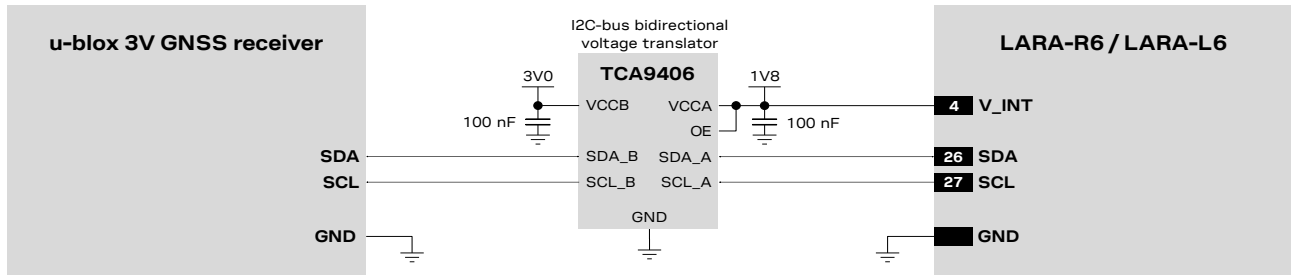 I2C-bus bidirectional
voltage translator
u-blox 3V GNSS receiver
TCA9406
LARA-R6 / LARA-L6
3V0
1V8
VCCB
VCCA
4 V_INT
100 nF
100 nF
OE
SDA
SDA_B
SDA_A
26 SDA
SCL
SCL_B
SCL_A
27 SCL
GND
GND
GND